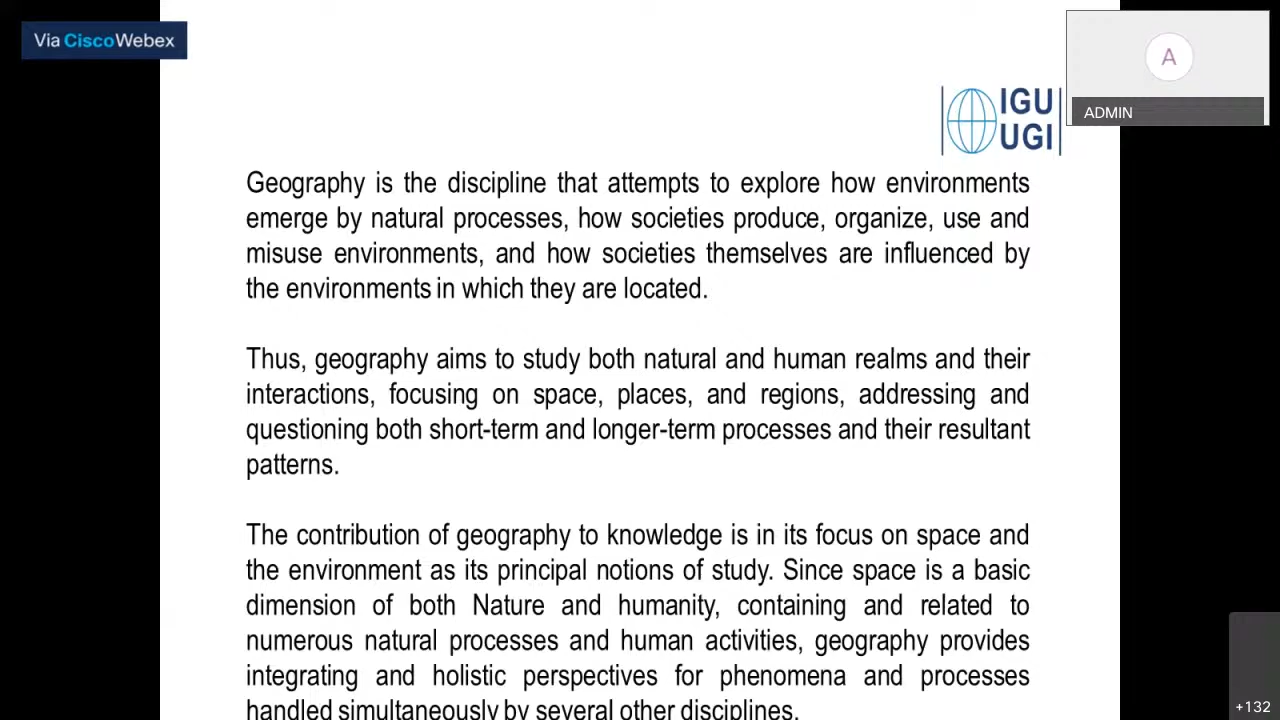 Via CiscoWebex
A
ADMIN
IGU
UGI
Geography is the discipline that attempts to explore how environments
emerge by natural processes, how societies produce, organize, use and
misuse environments, and how societies themselves are influenced by
the environments in which they are located.
Thus, geography aims to study both natural and human realms and their
interactions, focusing on space, places, and regions, addressing and
questioning both short-term and longer-term processes and their resultant
patterns.
The contribution of geography to knowledge is in its focus on space and
the environment as its principal notions of study. Since space is a basic
dimension of both Nature and humanity, containing and related to
numerous natural processes and human activities, geography provides
integrating and holistic perspectives for phenomena and processes
handled simultaneously by several other disciplines.
+132